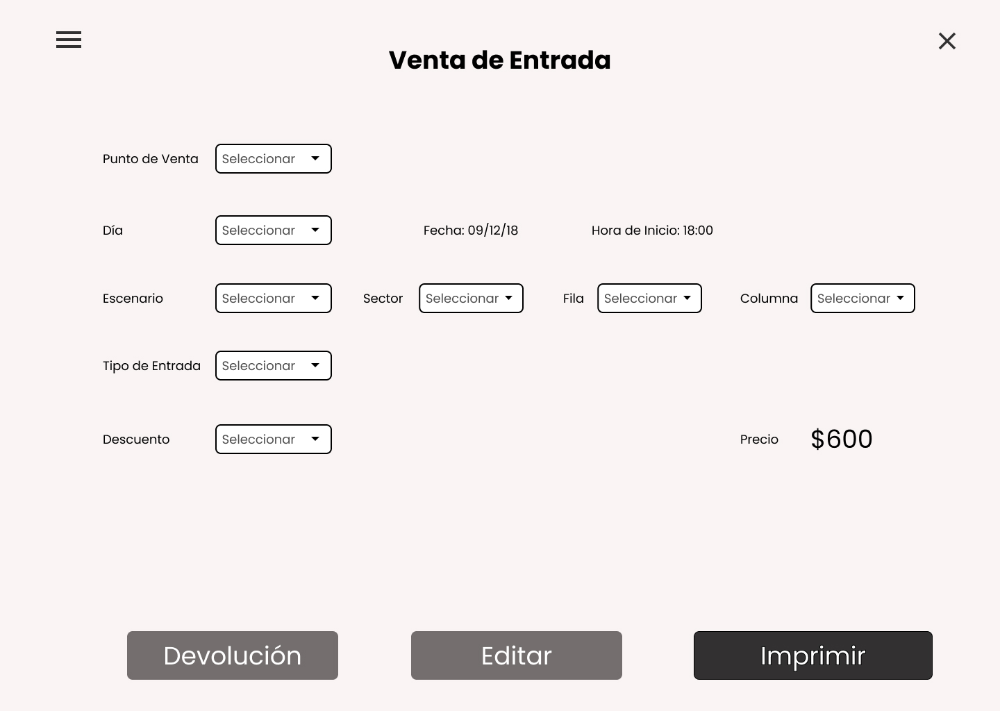 Venta de Entrada
Punto de Venta Seleccionar
Día Seleccionar Fecha: 09/12/18 Hora de Inicio: 18:00
Escenario Seleccionar Sector Seleccionar Fila Seleccionar Columna Seleccionar
Tipo de Entrada Seleccionar
Descuento Seleccionar Precio $600
Devolución Editar Imprimir